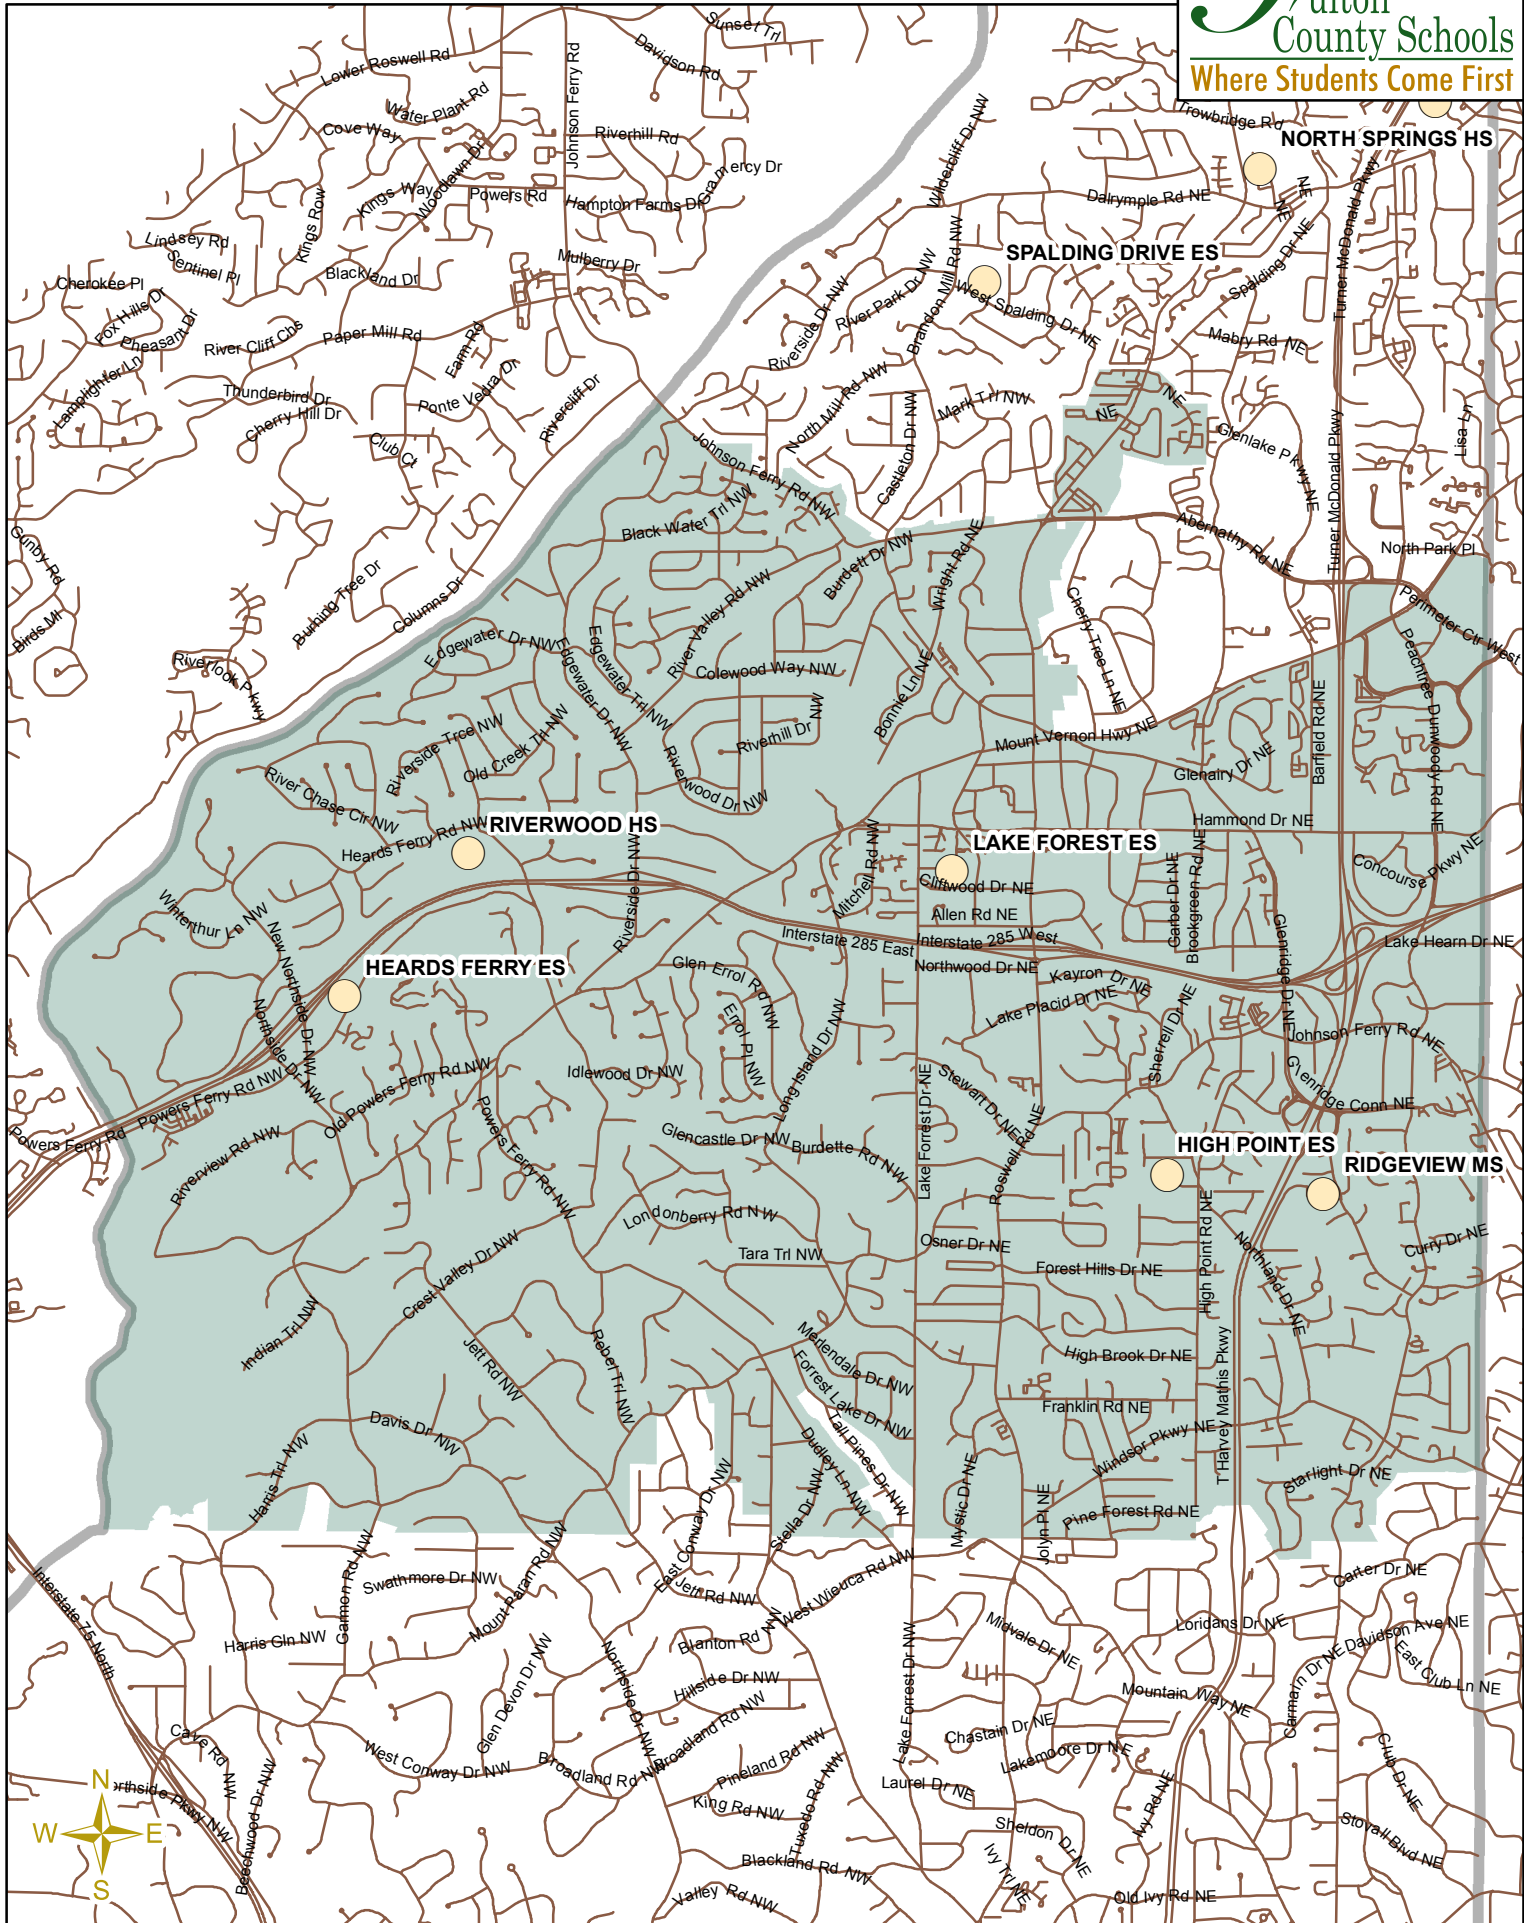 Fulton
County Schools
Where Students Come First
Sunset Trl
Davidson Rd
Lower Roswell Rd
Johnson Ferry Rd
Water Plant Rd
Cove Way
Riverhill Rd
Trowbridge Rd
NORTH SPRINGS HS
Wildercliff Dr NW
Woodlawn Dr
Gramercy Dr
Kings Way
Powers Rd
Hampton Farms Dr
Dalrymple Rd NE
NE
NE
Turner McDonald Pkwy
Kings Row
Lindsey Rd
Sentinel Pl
Mulberry Dr
SPALDING DRIVE ES
Spalding Dr NE
Cherokee Pl
Blackland Dr
Fox Hills Dr
Pheasant Dr
River Cliff Chs
Paper Mill Rd
Farm Rd
Riverside Dr NW
River Park Dr NW
Brandon Mill Rd NW
West Spalding Dr NE
Mabry Rd NE
Lamplighter Ln
Thunderbird Dr
Cherry Hill Dr
Ponte Vedra Dr
Rivercliff Dr
Club Ct
North Mill Rd NW
Mark Trl NW
Castleton Dr NW
NE
NE
Glenlake Pkwy NE
Turner McDonald Pkwy
Lisa Ln
Johnson Ferry Rd NW
Black Water Trl NW
Abernathy Rd NE
North Park Pl
Gunby Rd
Birds Ml
Burning Tree Dr
Columns Dr
Burdett Dr NW
Wright Rd NE
River Valley Rd NW
Cherry Tree Ln NE
Perimeter Ctr West
Peachtree Dunwoody Rd NE
Riverlook Pkwy
Edgewater Dr NW
Edgewater Dr NW
Edgewater Trl NW
Colewood Way NW
Bonnie Ln NE
Barfield Rd NE
NW
Riverside Trce NW
Old Creek Trl NW
Riverhill Dr
Riverwood Dr NW
Mount Vernon Hwy NE
Glenairy Dr NE
River Chase Cir NW
Heards Ferry Rd NW
RIVERWOOD HS
Hammond Dr NE
LAKE FOREST ES
Mitchell Rd NW
Cliftwood Dr NE
Allen Rd NE
Garber Dr NE
Brookgreen Rd NE
Concourse Pkwy NE
Riverside Dr NW
Winterthur Ln NW
New Northside Dr NW
Interstate 285 East
Interstate 285 West
Northwood Dr NE
Glenridge Dr NE
Lake Hearn Dr NE
HEARDS FERRY ES
Glen Errol Rd NW
Errol Pl NW
Kayron Dr NE
Lake Placid Dr NE
Sherrell Dr NE
Northside Dr NW
Long Island Dr NW
Johnson Ferry Rd NE
Glenridge Conn NE
Powers Ferry Rd NW
Powers Ferry Rd
Old Powers Ferry Rd NW
Idlewood Dr NW
Lake Forrest Dr NE
Stewart Dr NE
Roswell Rd NE
Riverview Rd NW
Powers Ferry Rd NW
Glencastle Dr NW
Burdette Rd NW
HIGH POINT ES
RIDGEVIEW MS
Londonberry Rd NW
Tara Trl NW
Osner Dr NE
High Point Rd NE
Northland Dr NE
Curry Dr NE
Crest Valley Dr NW
Forest Hills Dr NE
Indian Trl NW
Jett Rd NW
Rebel Trl NW
Merlendale Dr NW
Forrest Lake Dr NW
High Brook Dr NE
T Harvey Mathis Pkwy
Franklin Rd NE
Davis Dr NW
Harris Trl NW
Tall Pines Dr NW
Dudley Ln NW
Windsor Pkwy NE
Starlight Dr NE
Mystic Dr NE
Jolyn Pl NE
Pine Forest Rd NE
East Conway Dr NW
Stella Dr NW
Garmon Rd NW
Mount Paran Rd NW
Swathmore Dr NW
Jett Rd NW
West Wieuca Rd NW
Carter Dr NE
Interstate 75 North
Harris Gln NW
Blanton Rd NW
Midvale Dr NE
Loridans Dr NE
Davidson Ave NE
East Club Ln NE
Carmain Dr NE
Glen Devon Dr NW
Northside Dr NW
Hillside Dr NW
Broadland Rd NW
Lake Forrest Dr NW
Mountain Way NE
Cave Rd NW
West Conway Dr NW
Broadland Rd NW
Pineland Rd NW
Chastain Dr NE
Lakemoore Dr NE
Club Dr NE
Laurel Dr NE
King Rd NW
Tuxedo Rd NW
Ivy Rd NE
N
W
E
S
orthside Pkwy NW
Beechwood Dr NW
Sheldon Dr NE
Stovall Blvd NE
Blackland Rd NW
Ivy Trl NE
Valley Rd NW
Old Ivy Rd NE